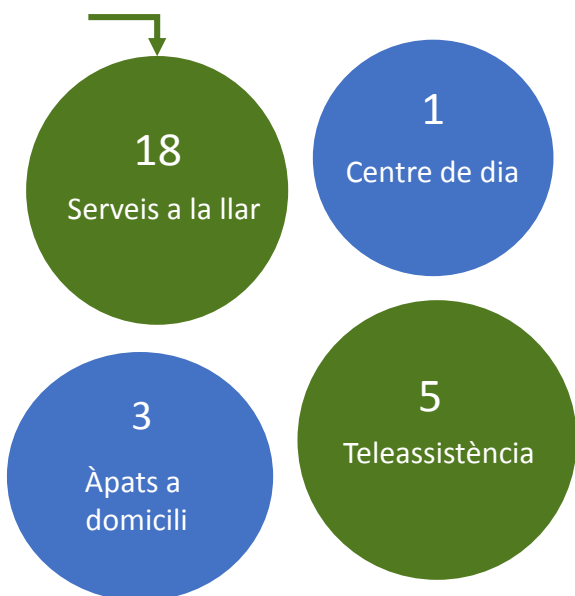 18
Serveis a la llar
1
Centre de dia
3
Àpats a
domicili
5
Teleassistència